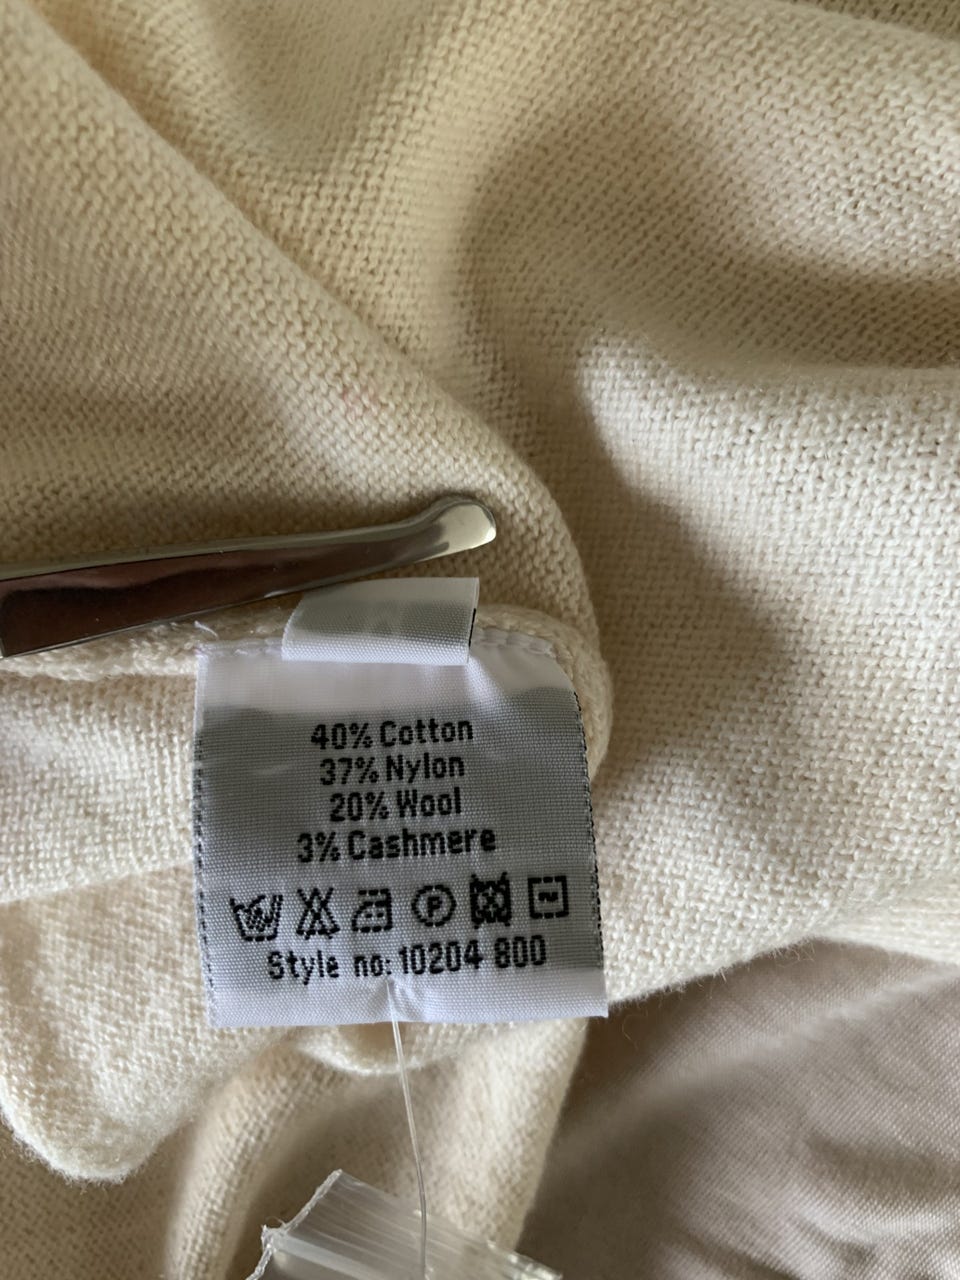 40% Cotton
37% Nylon
20% Wool
3% Cashmere
P
Style no: 10204 800